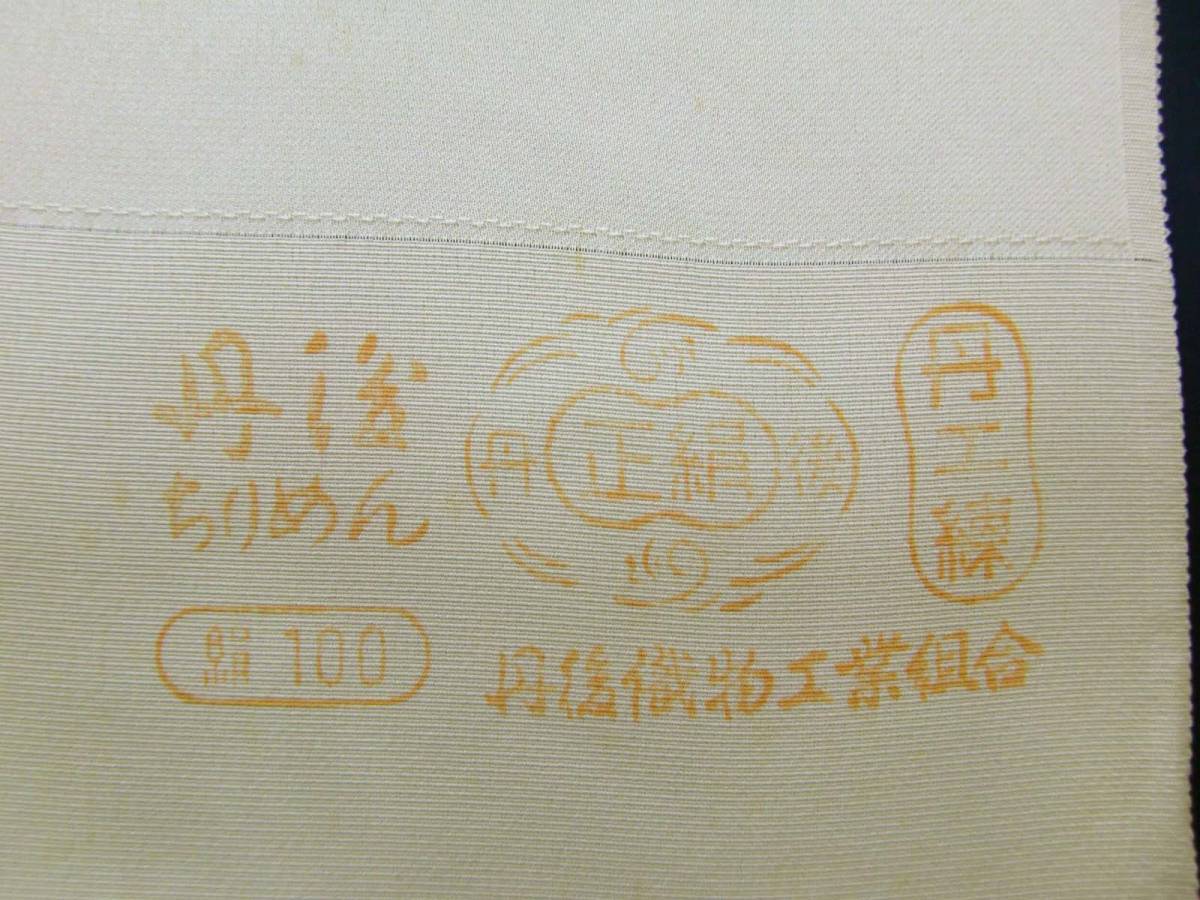 丹後
ちりめん
絹 100
丹 正絹 後
丹工練
丹後織物工業組合